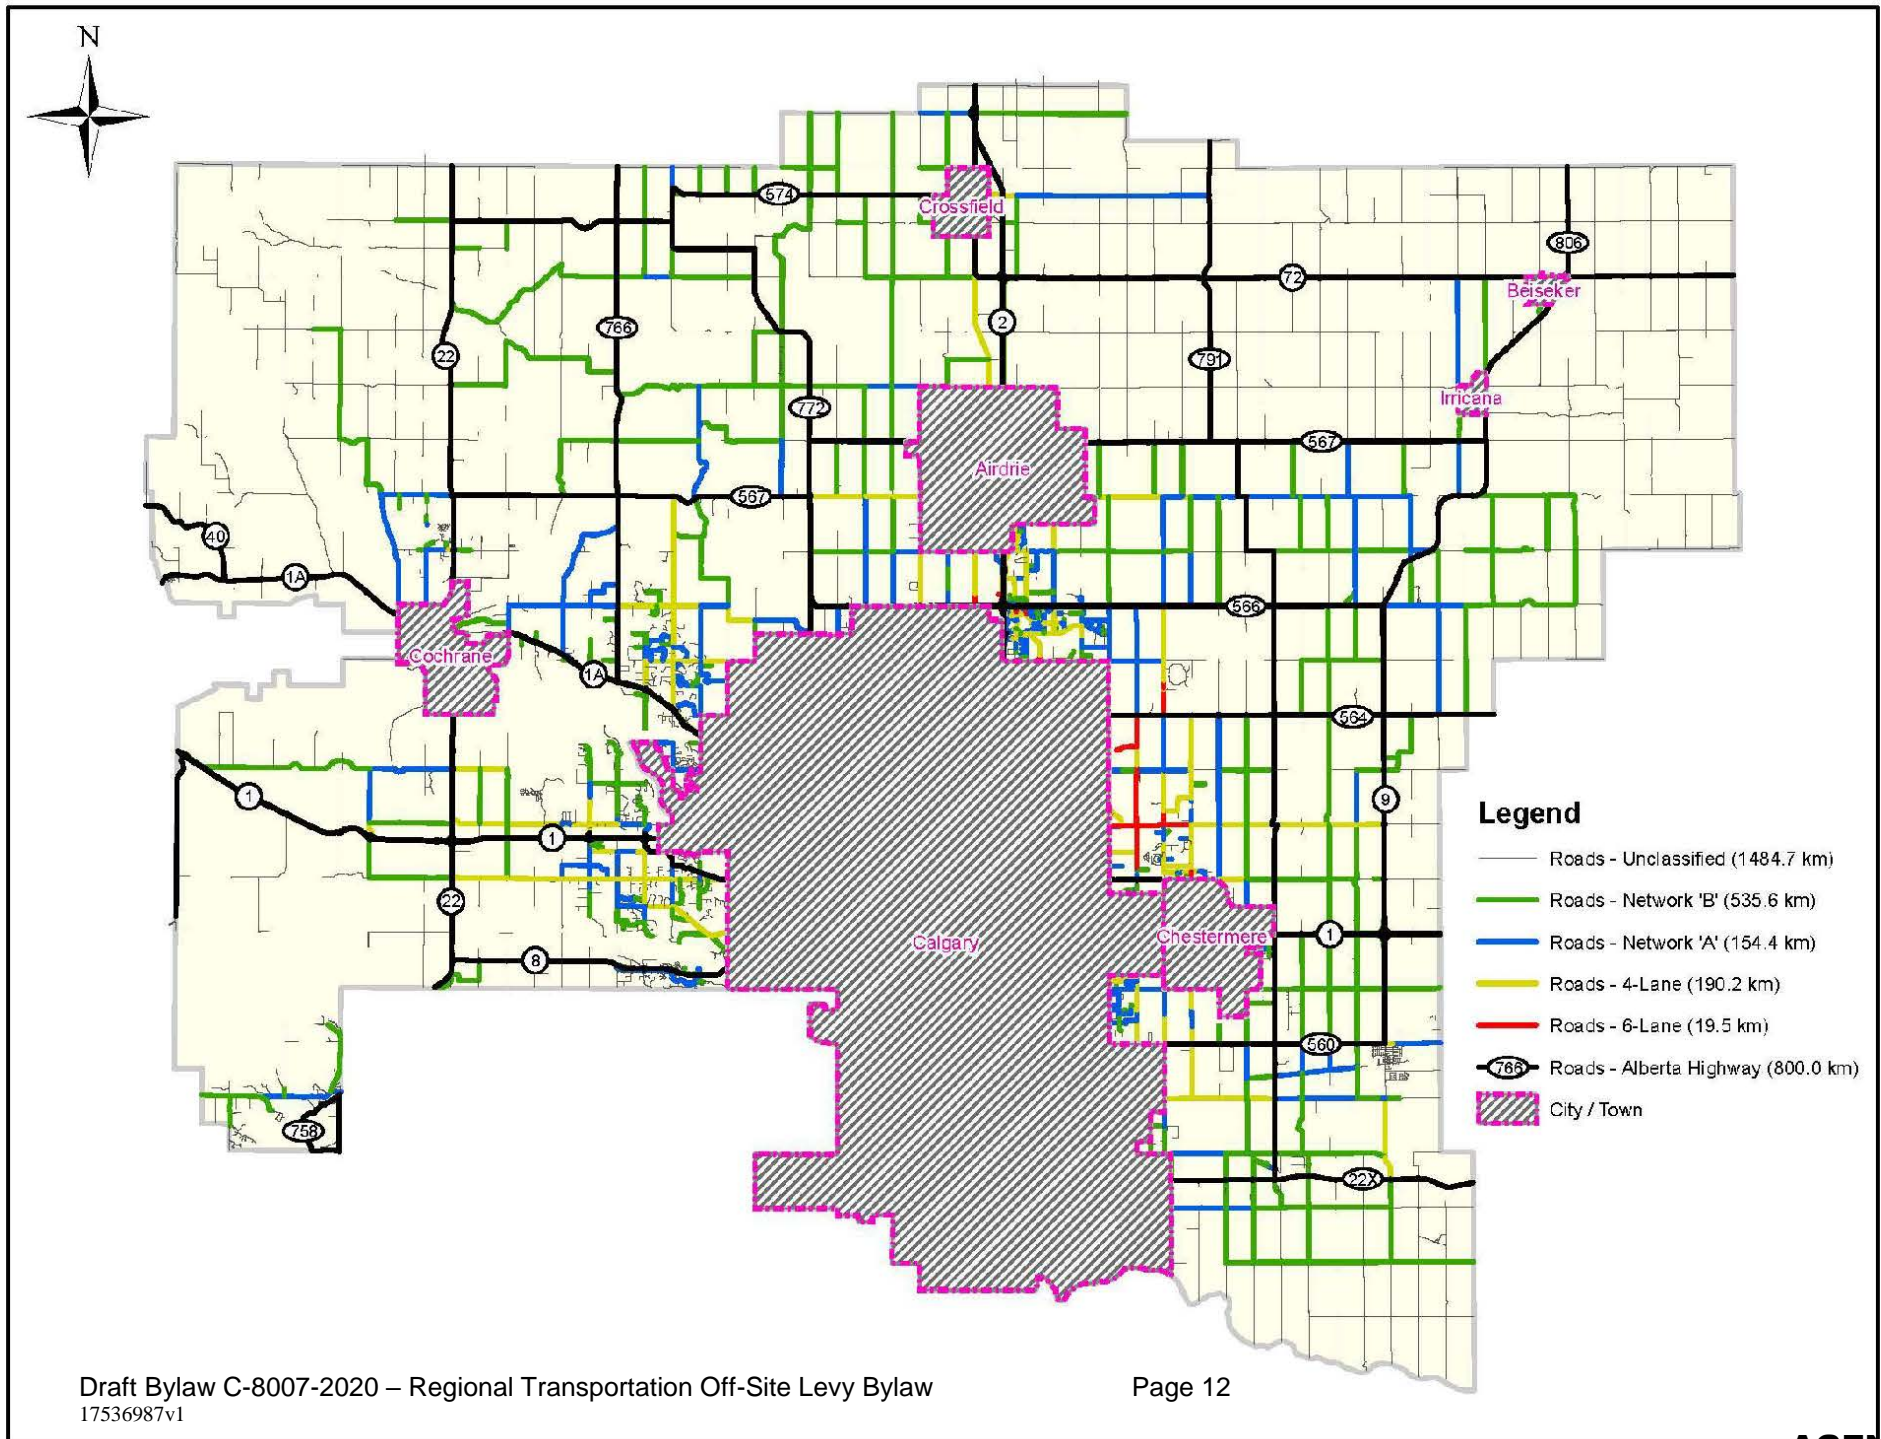 N
574
Crossfield
806
72
Beiseker
2
766
22
791
772
Irricana
567
Airdrie
567
40
1A
566
Cochrane
1A
564
1
9
1
22
Calgary
Chestermere
1
8
560
758
22X
Legend
Roads - Unclassified (1484.7 km)
Roads - Network 'B' (535.6 km)
Roads - Network 'A' (154.4 km)
Roads - 4-Lane (190.2 km)
Roads - 6-Lane (19.5 km)
766 Roads - Alberta Highway (800.0 km)
City / Town
Draft Bylaw C-8007-2020 – Regional Transportation Off-Site Levy Bylaw Page 12
17536987v1